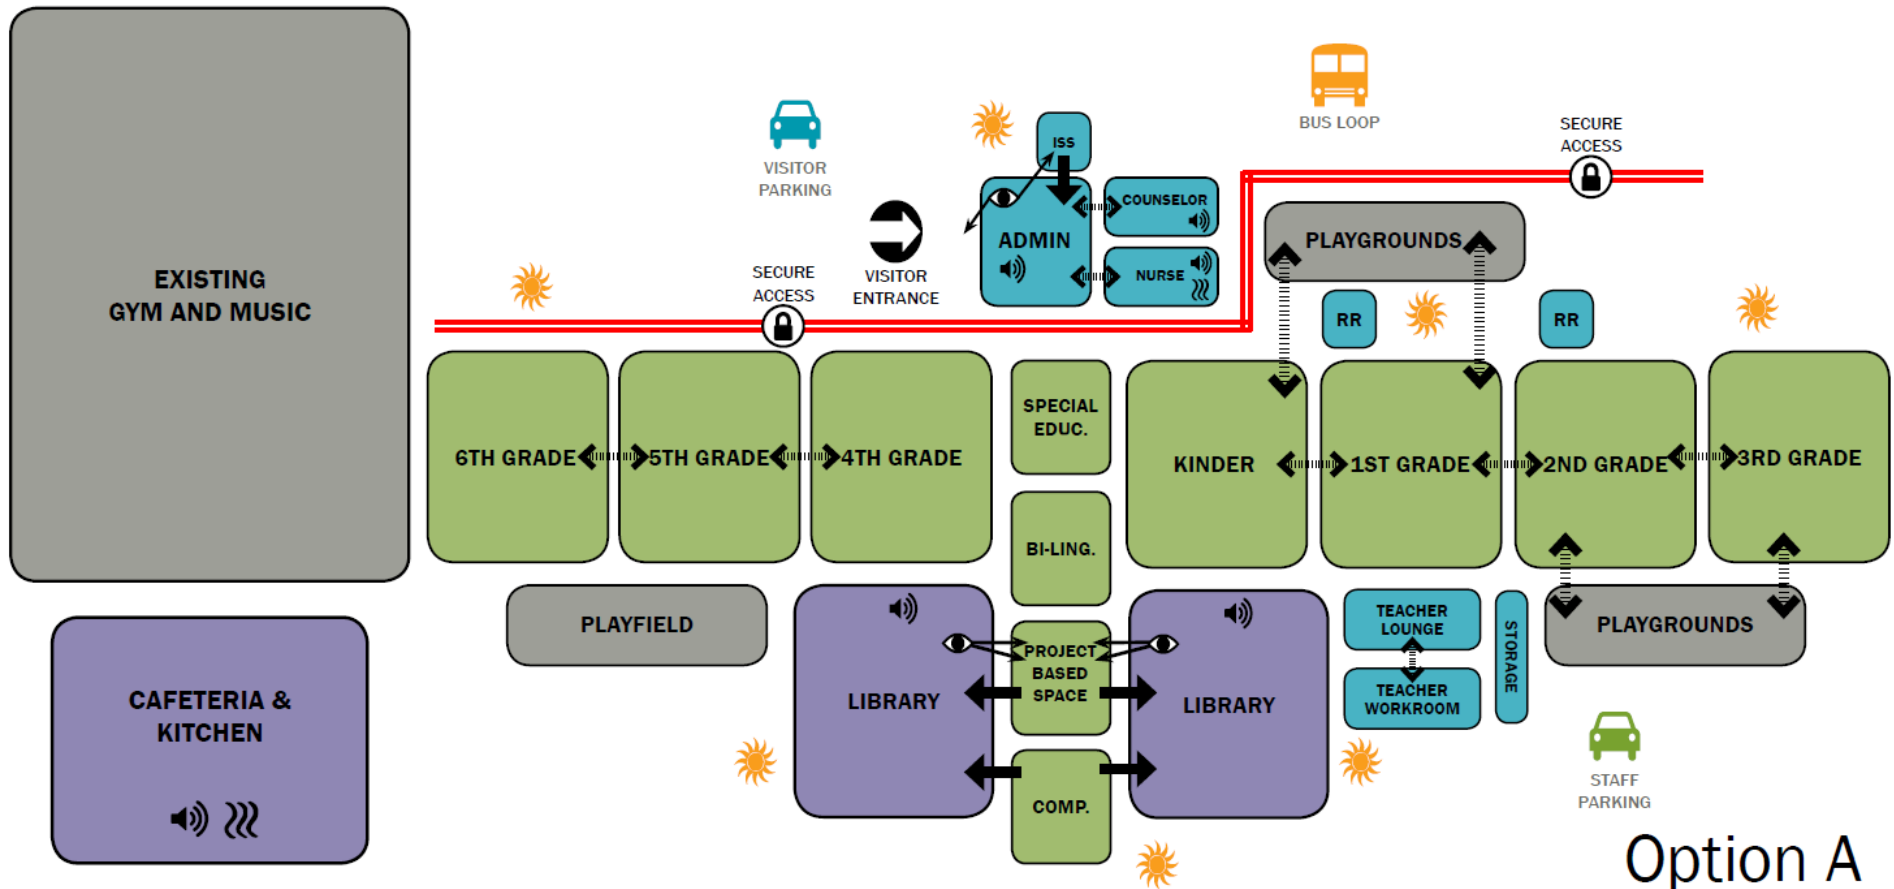 EXISTING
GYM AND MUSIC
CAFETERIA &
KITCHEN
VISITOR
PARKING
VISITOR
ENTRANCE
SECURE
ACCESS
ISS
ADMIN
COUNSELOR
NURSE
BUS LOOP
SECURE
ACCESS
PLAYGROUNDS
RR
RR
6TH GRADE
5TH GRADE
4TH GRADE
SPECIAL
EDUC.
BI-LING.
KINDER
1ST GRADE
2ND GRADE
3RD GRADE
PLAYFIELD
LIBRARY
PROJECT
BASED
SPACE
COMP.
LIBRARY
TEACHER
LOUNGE
TEACHER
WORKROOM
STORAGE
PLAYGROUNDS
STAFF
PARKING
Option A